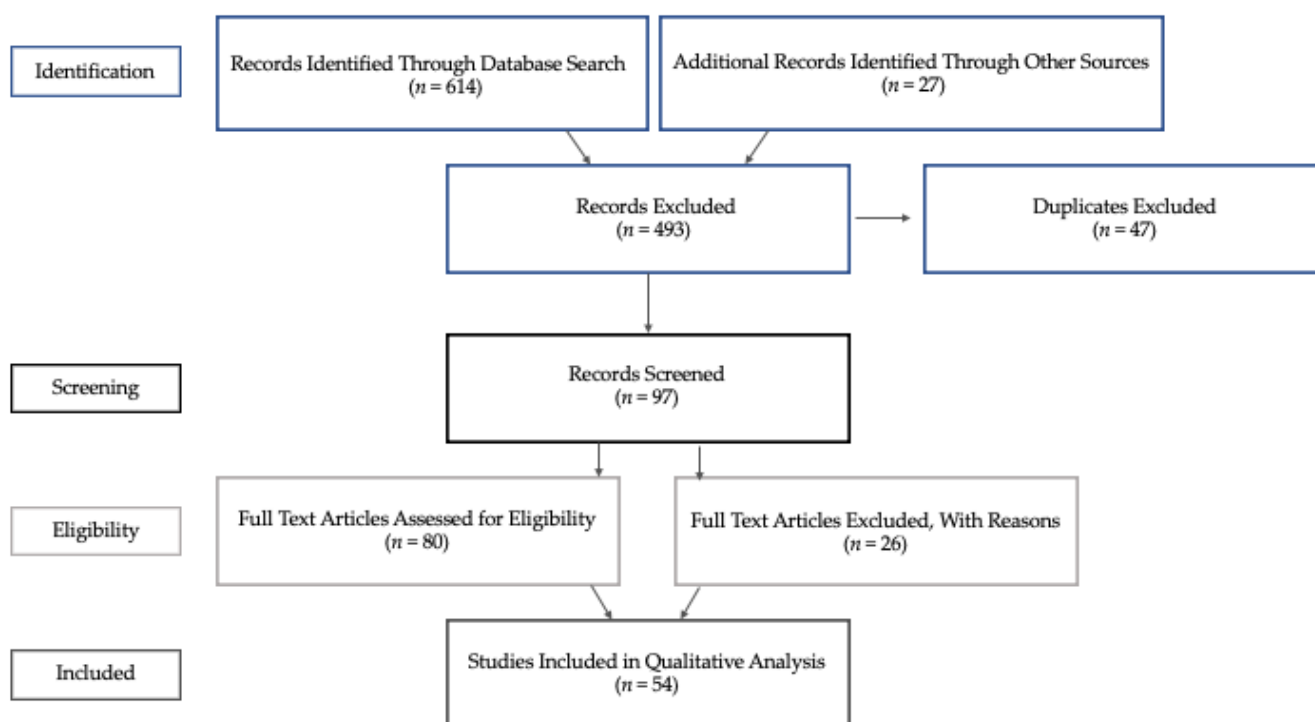 Identification
Records Identified Through Database Search
(n = 614)
Additional Records Identified Through Other Sources
(n = 27)
Records Excluded
(n = 493)
Duplicates Excluded
(n = 47)
Screening
Records Screened
(n = 97)
Eligibility
Full Text Articles Assessed for Eligibility
(n = 80)
Full Text Articles Excluded, With Reasons
(n = 26)
Included
Studies Included in Qualitative Analysis
(n = 54)